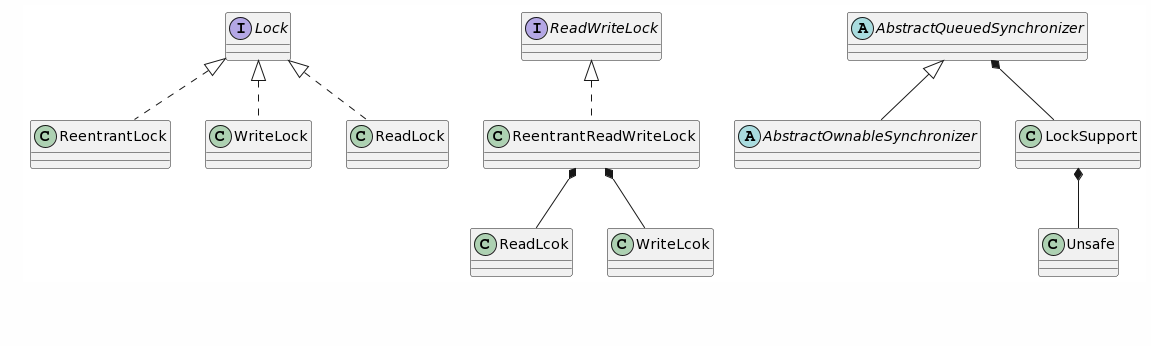 I Lock
I ReadWriteLock
A AbstractQueuedSynchronizer
C ReentrantLock
C WriteLock
C ReadLock
C ReentrantReadWriteLock
A AbstractOwnableSynchronizer
C LockSupport
C ReadLcok
C WriteLcok
C Unsafe